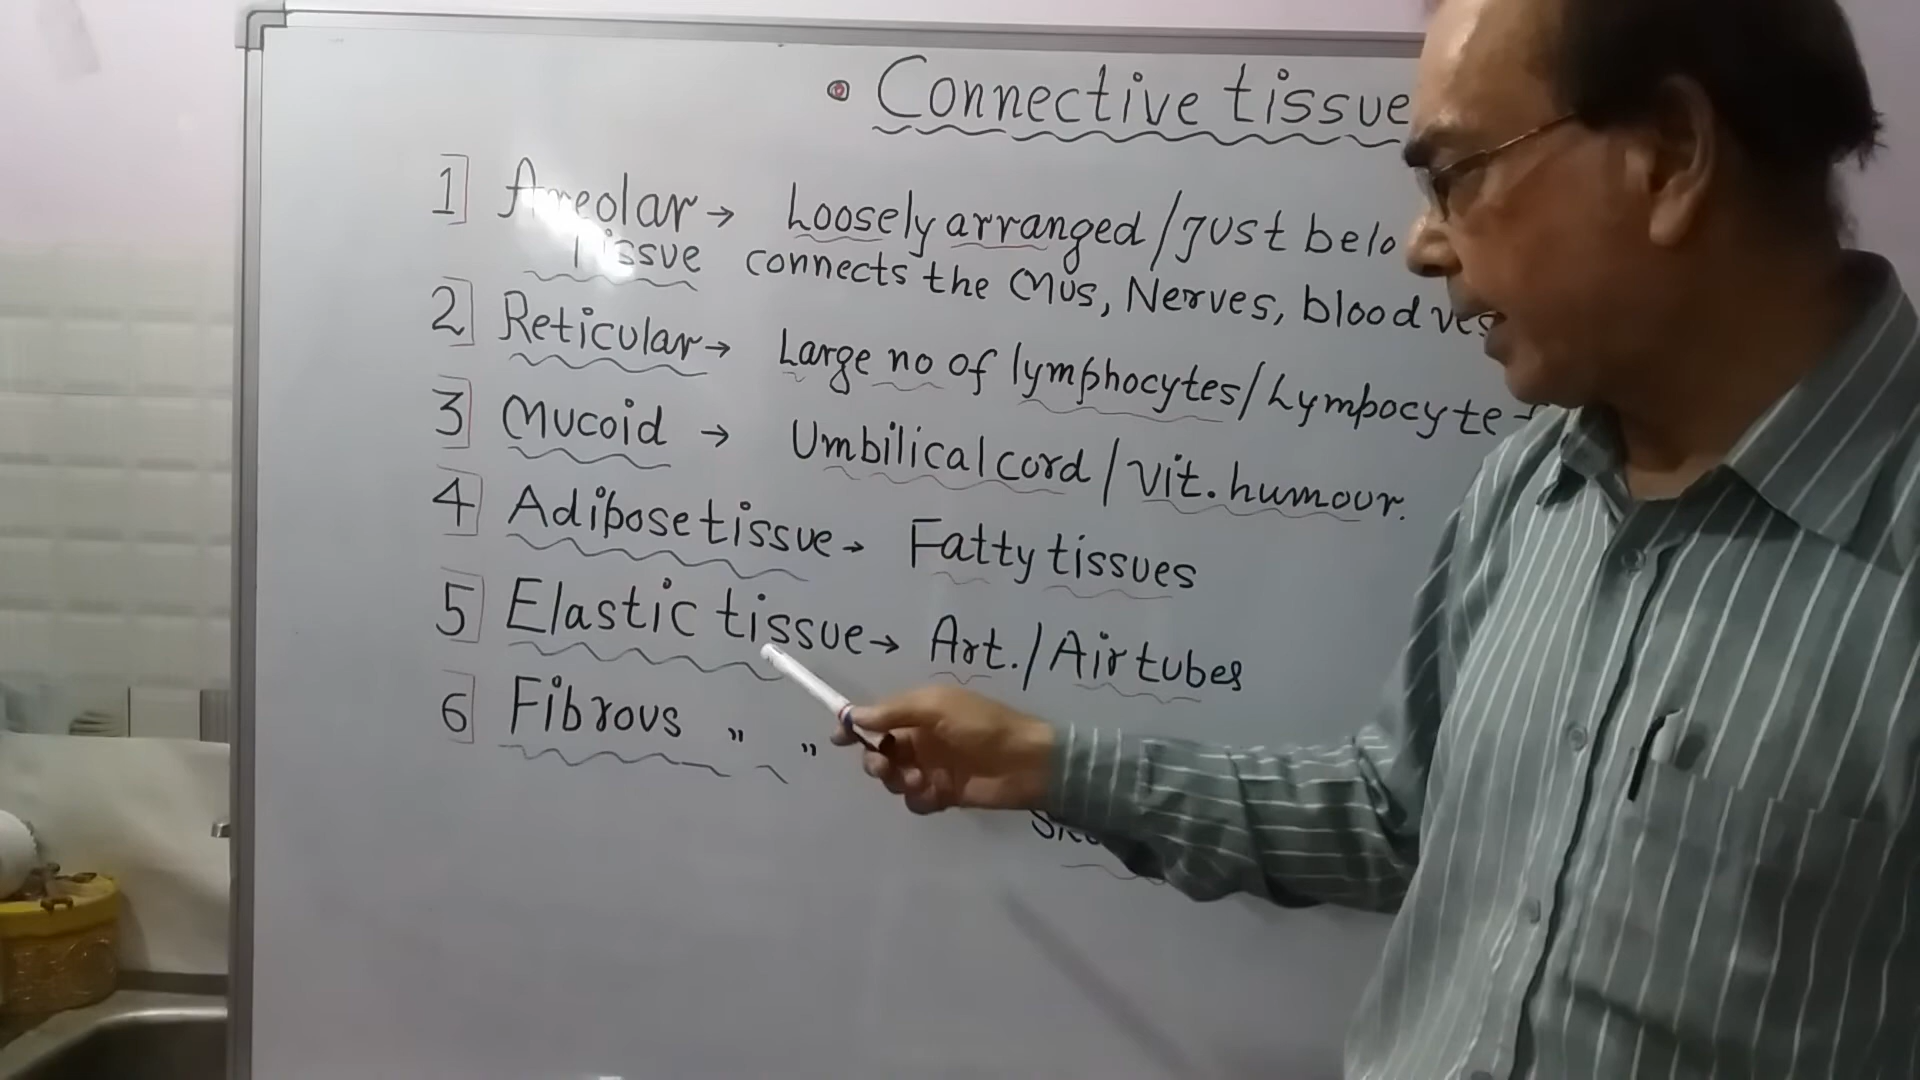 Connective tissue
1 Areolar → Loosely arranged / Just belo
Tissue connects the Mus, Nerves, blood ves
2 Reticular → Large no of lymphocytes / Lympocyte
3 Mucoid → Umbilical cord / Vit. humour.
4 Adipose tissue → Fatty tissues
5 Elastic tissue → Art. / Air tubes
6 Fibrous " "